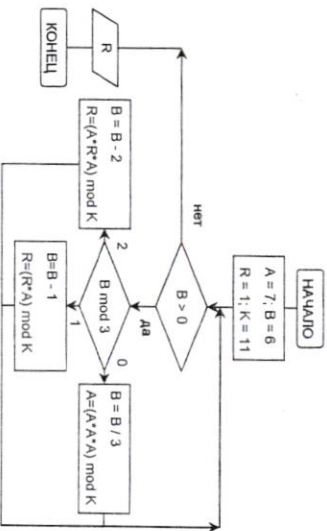 НАЧАЛО
A = 7; B = 6
R = 1; K = 11
B > 0
нет
да
B mod 3
2
1
0
B = B - 2
R=(A*R*A) mod K
B=B - 1
R=(R*A) mod K
B = B / 3
A=(A*A*A) mod K
R
КОНЕЦ